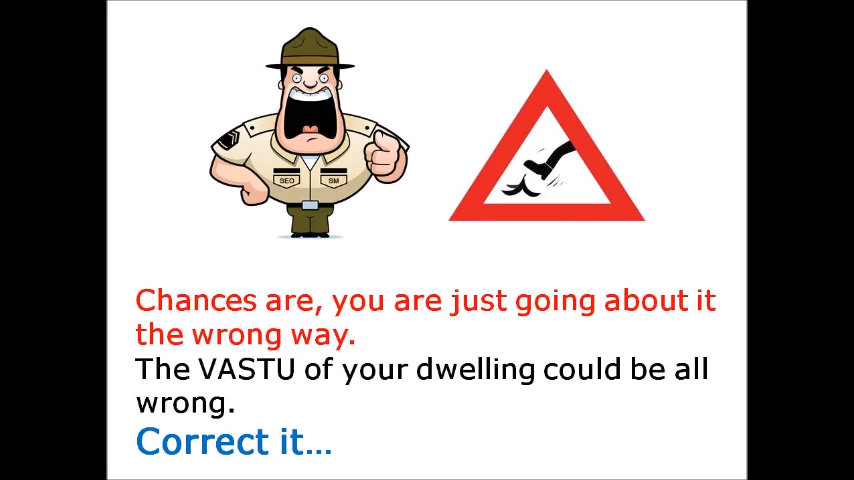 SEO SM
Chances are, you are just going about it
the wrong way.
The VASTU of your dwelling could be all
wrong.
Correct it...